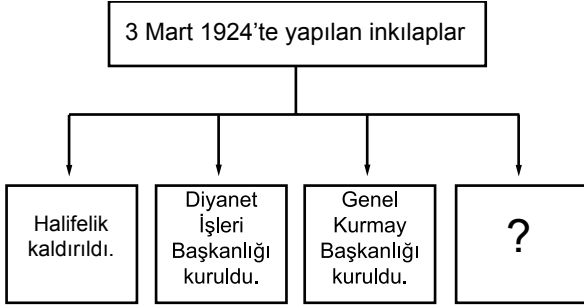 3 Mart 1924’te yapılan inkılaplar
Halifelik
kaldırıldı.
Diyanet
İşleri
Başkanlığı
kuruldu.
Genel
Kurmay
Başkanlığı
kuruldu.
?